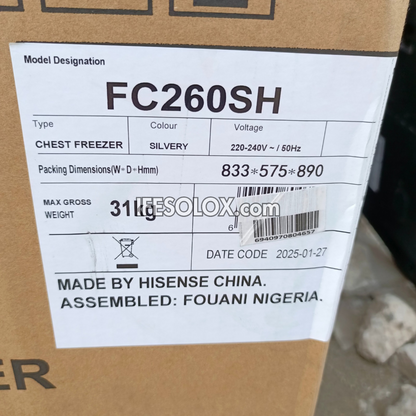 Model Designation
FC260SH
Type Colour Voltage
CHEST FREEZER SILVERY 220-240V ~ / 50Hz
Packing Dimensions(W*D*Hmm) 833*575*890
MAX GROSS WEIGHT 31kg
IFESOLOX.com
6940970804657
DATE CODE 2025-01-27
MADE BY HISENSE CHINA.
ASSEMBLED: FOUANI NIGERIA.
ER